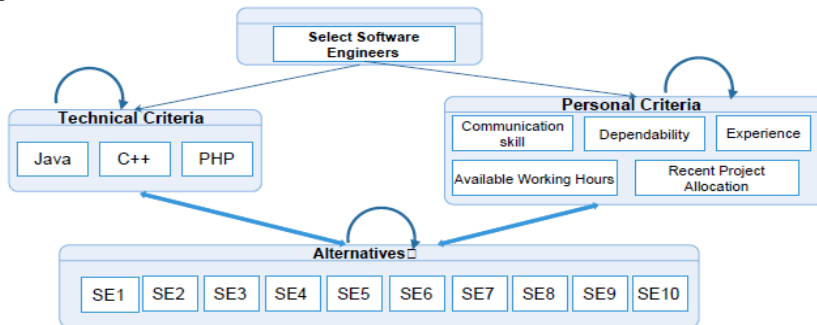 Select Software
Engineers
Technical Criteria
Java
C++
PHP
Personal Criteria
Communication
skill
Dependability
Experience
Available Working Hours
Recent Project
Allocation
Alternatives
SE1
SE2
SE3
SE4
SE5
SE6
SE7
SE8
SE9
SE10